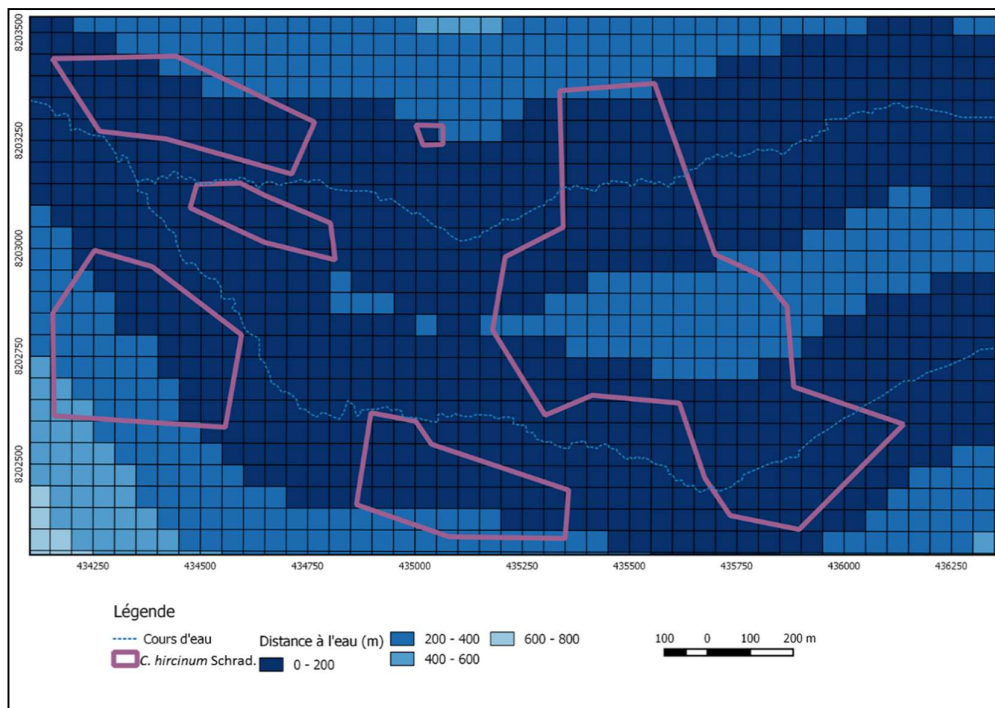 8203500
8203250
8203000
8202750
8202500
434250 434500 434750 435000 435250 435500 435750 436000 436250
Légende
Cours d'eau
C. hircinum Schrad.
Distance à l'eau (m)
0 - 200
200 - 400
400 - 600
600 - 800
100 0 100 200 m